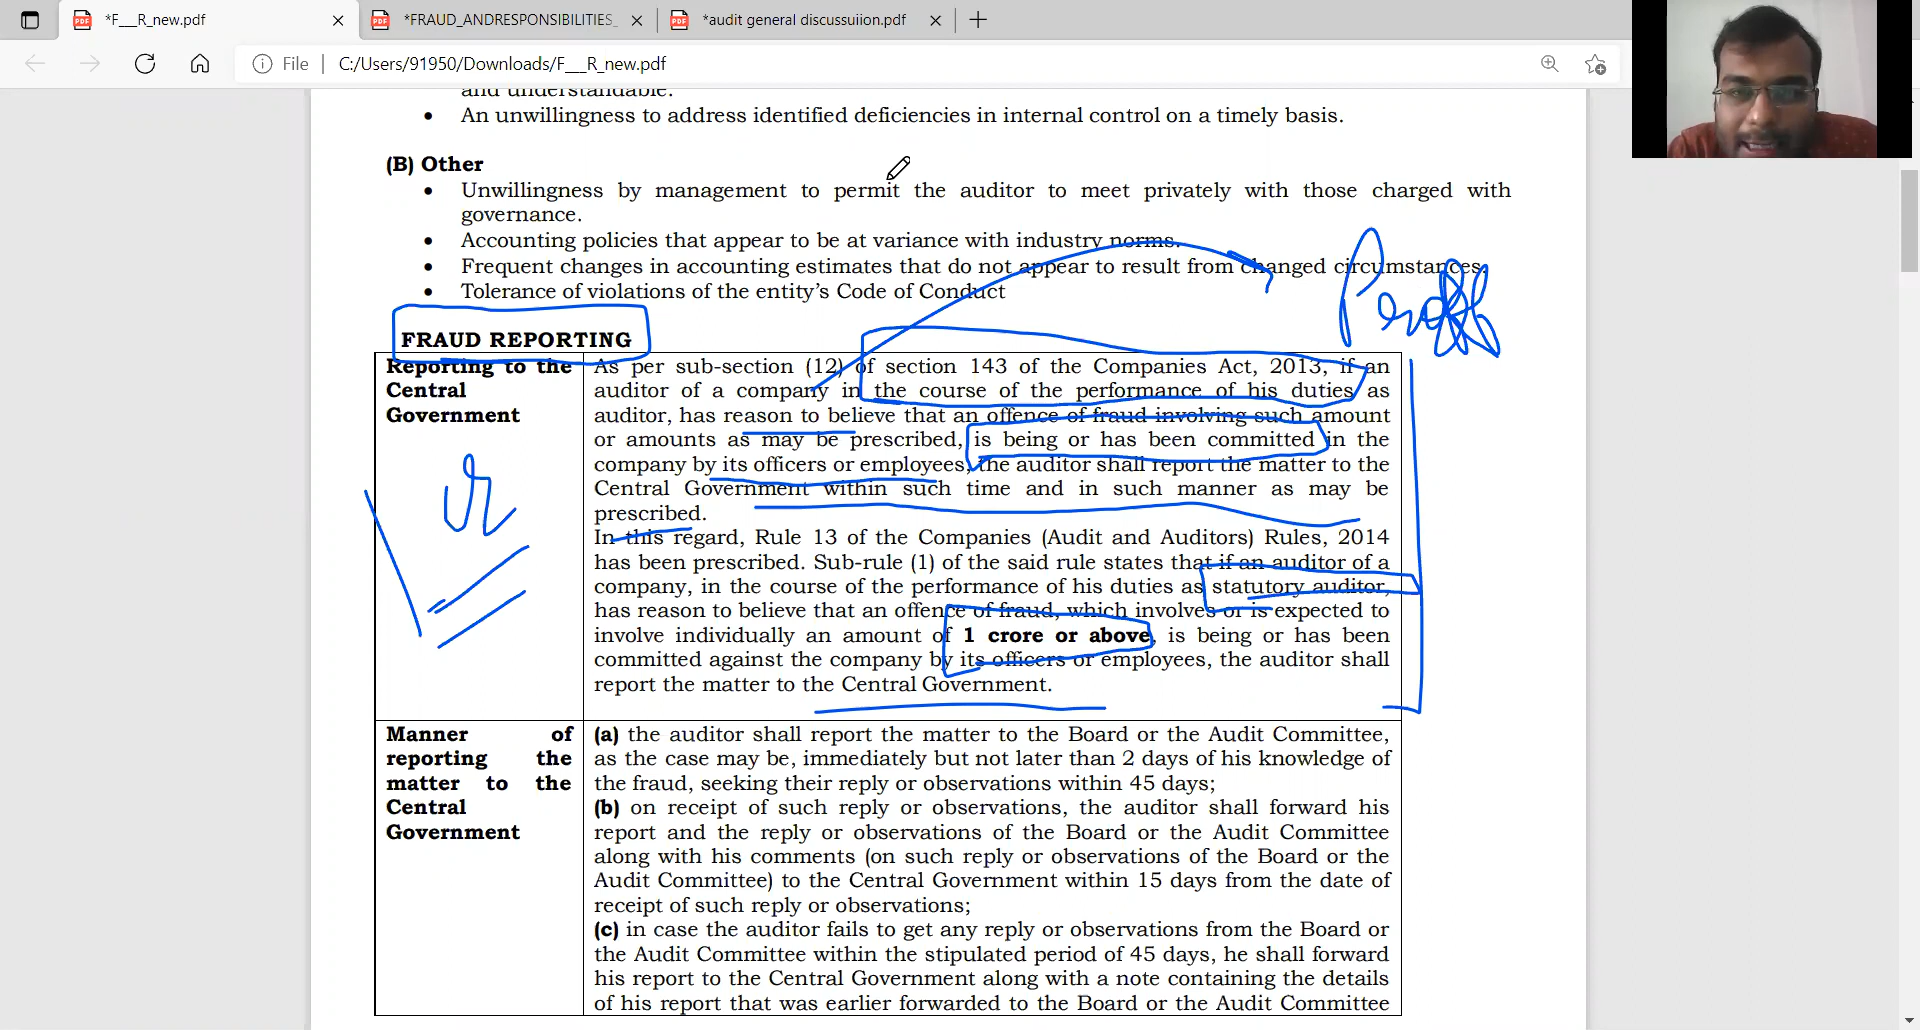 *F__R_new.pdf
*FRAUD_ANDRESPONSIBILITIES_
*audit general discussuiion.pdf
File
C:/Users/91950/Downloads/F___R_new.pdf
and understandable.
• An unwillingness to address identified deficiencies in internal control on a timely basis.
(B) Other
• Unwillingness by management to permit the auditor to meet privately with those charged with
governance.
• Accounting policies that appear to be at variance with industry norms.
• Frequent changes in accounting estimates that do not appear to result from changed circumstances.
• Tolerance of violations of the entity's Code of Conduct
FRAUD REPORTING
Reporting to the
Central
Government
As per sub-section (12) of section 143 of the Companies Act, 2013, if an
auditor of a company in the course of the performance of his duties as
auditor, has reason to believe that an offence of fraud involving such amount
or amounts as may be prescribed, is being or has been committed in the
company by its officers or employees, the auditor shall report the matter to the
Central Government within such time and in such manner as may be
prescribed.
In this regard, Rule 13 of the Companies (Audit and Auditors) Rules, 2014
has been prescribed. Sub-rule (1) of the said rule states that if an auditor of a
company, in the course of the performance of his duties as statutory auditor,
has reason to believe that an offence of fraud, which involves or is expected to
involve individually an amount of 1 crore or above, is being or has been
committed against the company by its officers or employees, the auditor shall
report the matter to the Central Government.
Manner of
reporting the
matter to the
Central
Government
(a) the auditor shall report the matter to the Board or the Audit Committee,
as the case may be, immediately but not later than 2 days of his knowledge of
the fraud, seeking their reply or observations within 45 days;
(b) on receipt of such reply or observations, the auditor shall forward his
report and the reply or observations of the Board or the Audit Committee
along with his comments (on such reply or observations of the Board or the
Audit Committee) to the Central Government within 15 days from the date of
receipt of such reply or observations;
(c) in case the auditor fails to get any reply or observations from the Board or
the Audit Committee within the stipulated period of 45 days, he shall forward
his report to the Central Government along with a note containing the details
of his report that was earlier forwarded to the Board or the Audit Committee